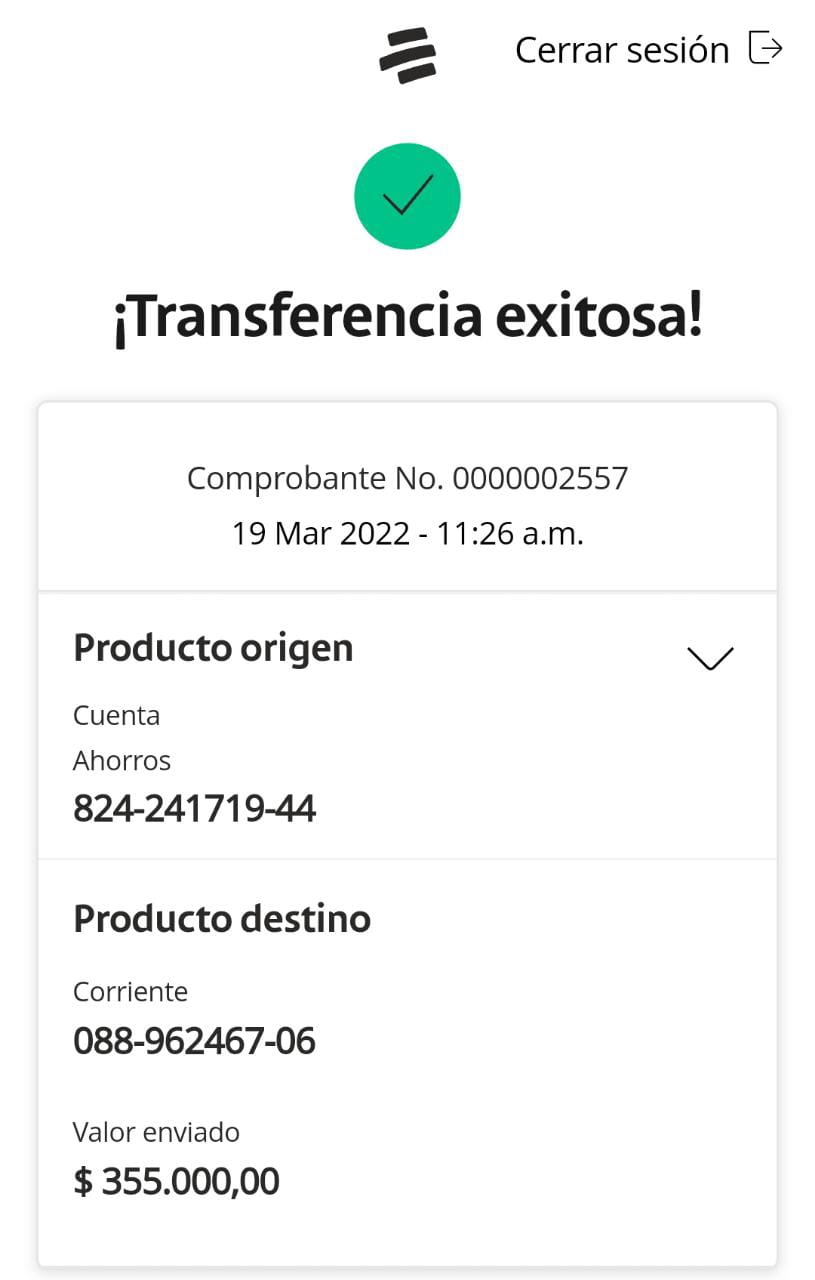 Cerrar sesión
¡Transferencia exitosa!
Comprobante No. 0000002557
19 Mar 2022 - 11:26 a.m.
Producto origen
Cuenta
Ahorros
824-241719-44
Producto destino
Corriente
088-962467-06
Valor enviado
$ 355.000,00